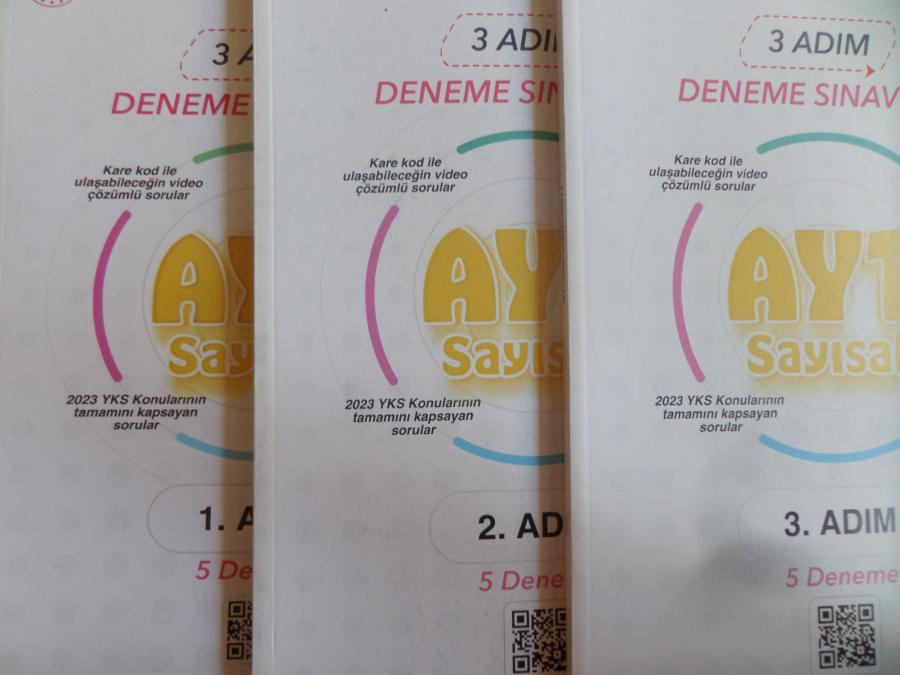 3 A
DENEME
Kare kod ile
ulaşabileceğin video
çözümlü sorular
AY
Sayı
2023 YKS Konularının
tamamını kapsayan
sorular
1. A
5 De
3 ADI
DENEME SIN
Kare kod ile
ulaşabileceğin video
çözümlü sorular
AY
Sayıs
2023 YKS Konularının
tamamını kapsayan
sorular
2. AD
5 Dene
3 ADIM
DENEME SINAV
Kare kod ile
ulaşabileceğin video
çözümlü sorular
AYT
Sayısal
2023 YKS Konularının
tamamını kapsayan
sorular
3. ADIM
5 Deneme